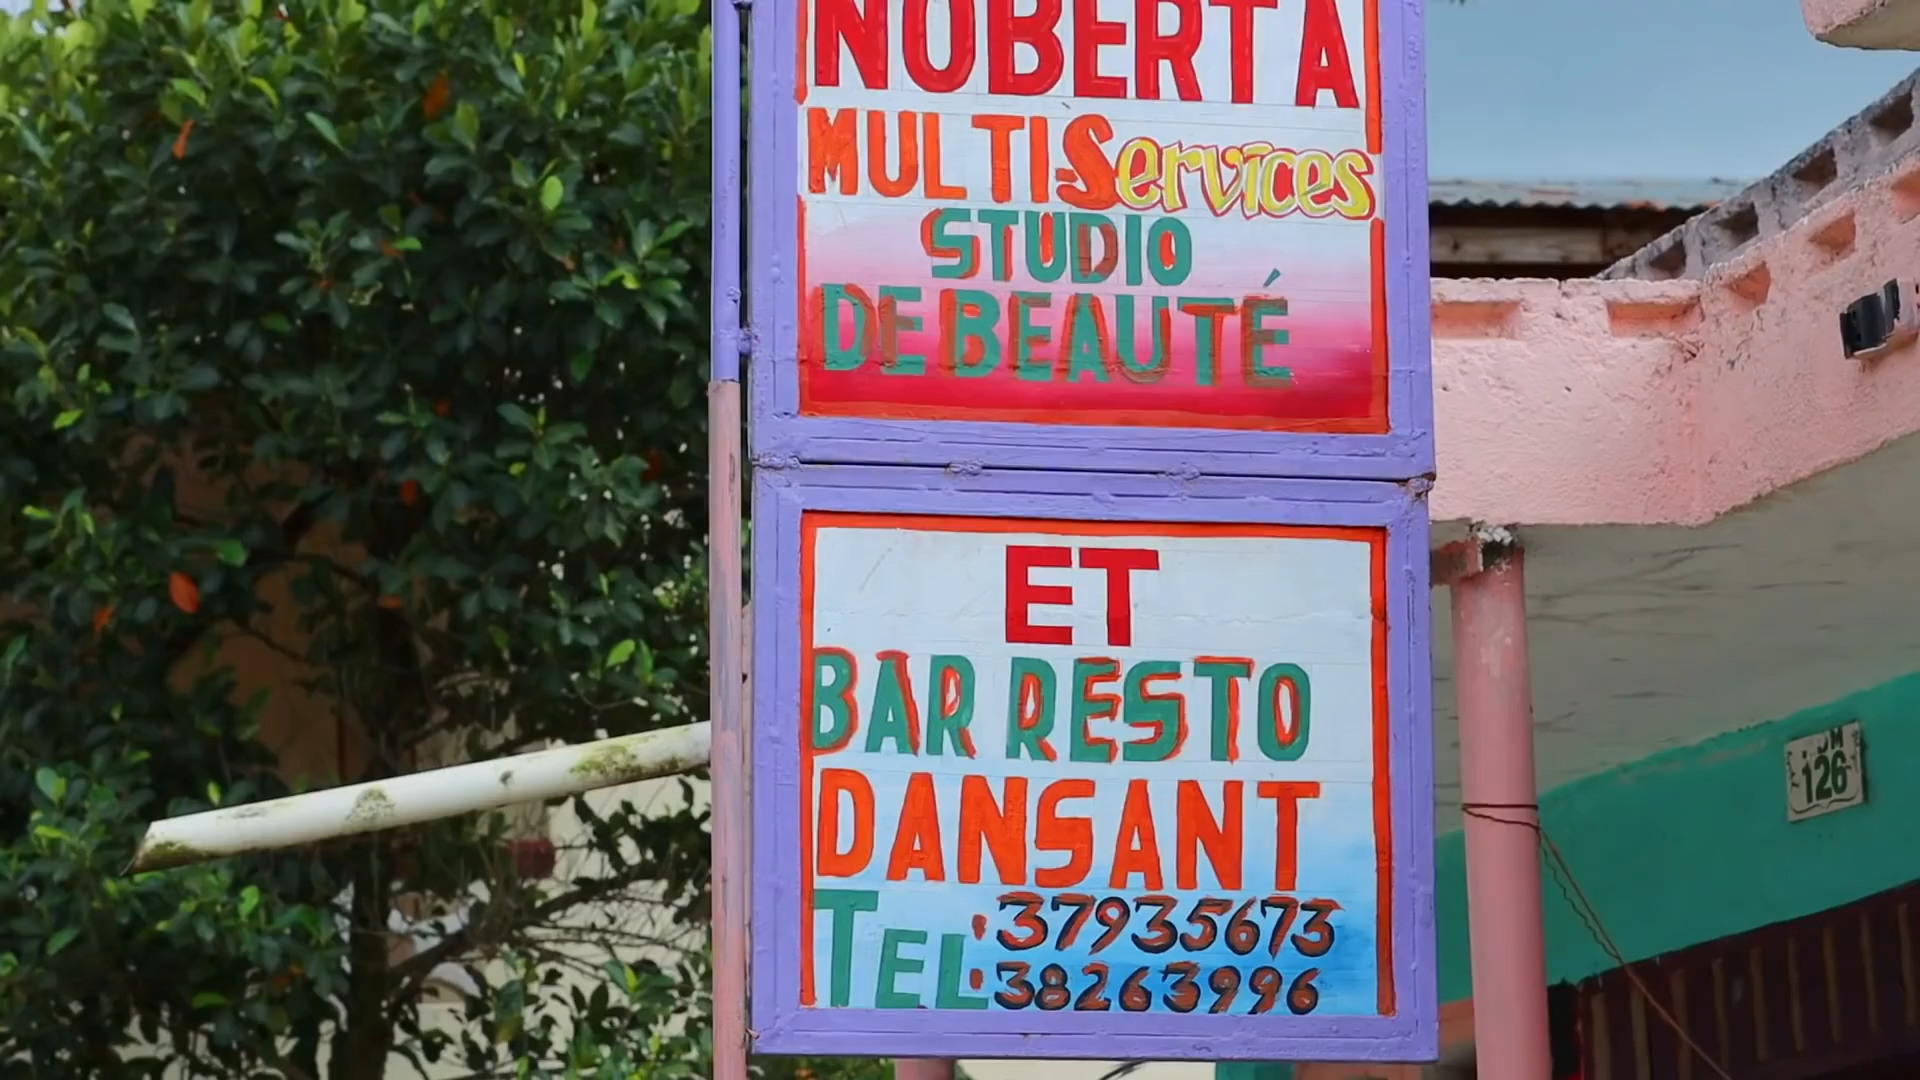 NOBERTA
MULTI-Services
STUDIO
DE BEAUTÉ
ET
BAR RESTO
DANSANT
TEL: 37935673
: 38263996
126